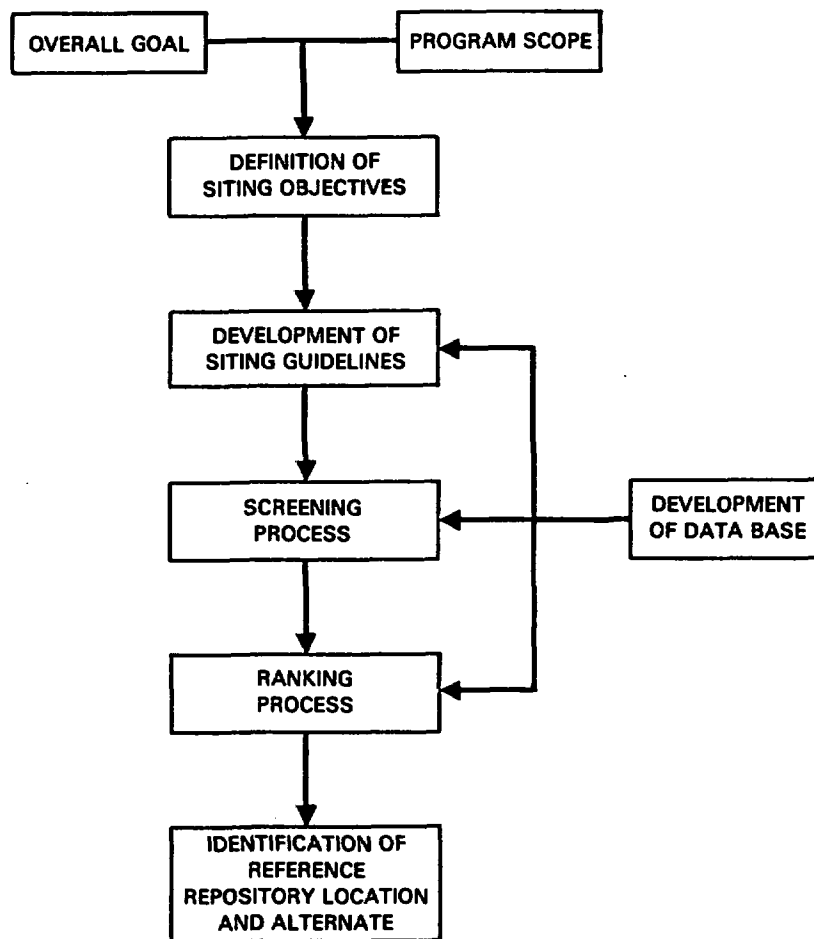 OVERALL GOAL
PROGRAM SCOPE
DEFINITION OF
SITING OBJECTIVES
DEVELOPMENT OF
SITING GUIDELINES
SCREENING
PROCESS
DEVELOPMENT
OF DATA BASE
RANKING
PROCESS
IDENTIFICATION OF
REFERENCE
REPOSITORY LOCATION
AND ALTERNATE